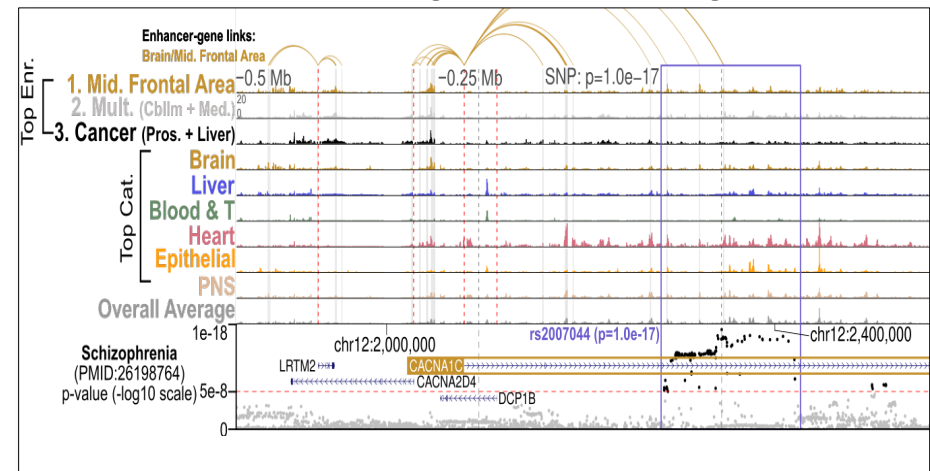 Enhancer-gene links:
Brain/Mid. Frontal Area
Top Enr.
−0.5 Mb
−0.25 Mb
SNP: p=1.0e-17
1. Mid. Frontal Area
2. Mult. (Cbllm + Med.)
20
0
3. Cancer (Pros. + Liver)
Top Cat.
Brain
Liver
Blood & T
Heart
Epithelial
PNS
Overall Average
1e-18
chr12:2,000,000
rs2007044 (p=1.0e-17)
chr12:2,400,000
Schizophrenia
(PMID:26198764)
p-value (-log10 scale)
LRTM2
CACNA1C
CACNA2D4
5e-8
DCP1B
0